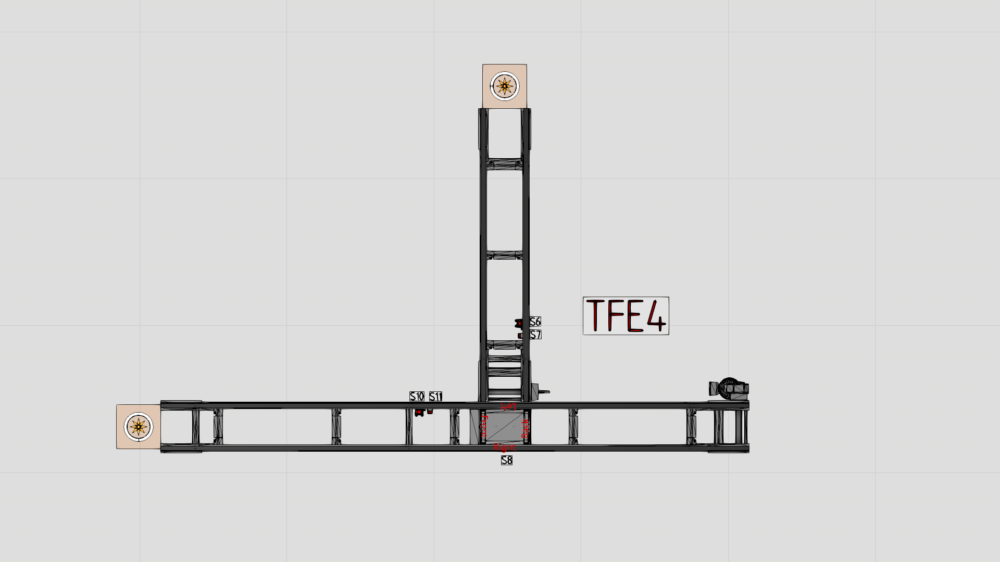 S6
TFE4
S7
S10 S11
Left
Front
Back
Right
S8